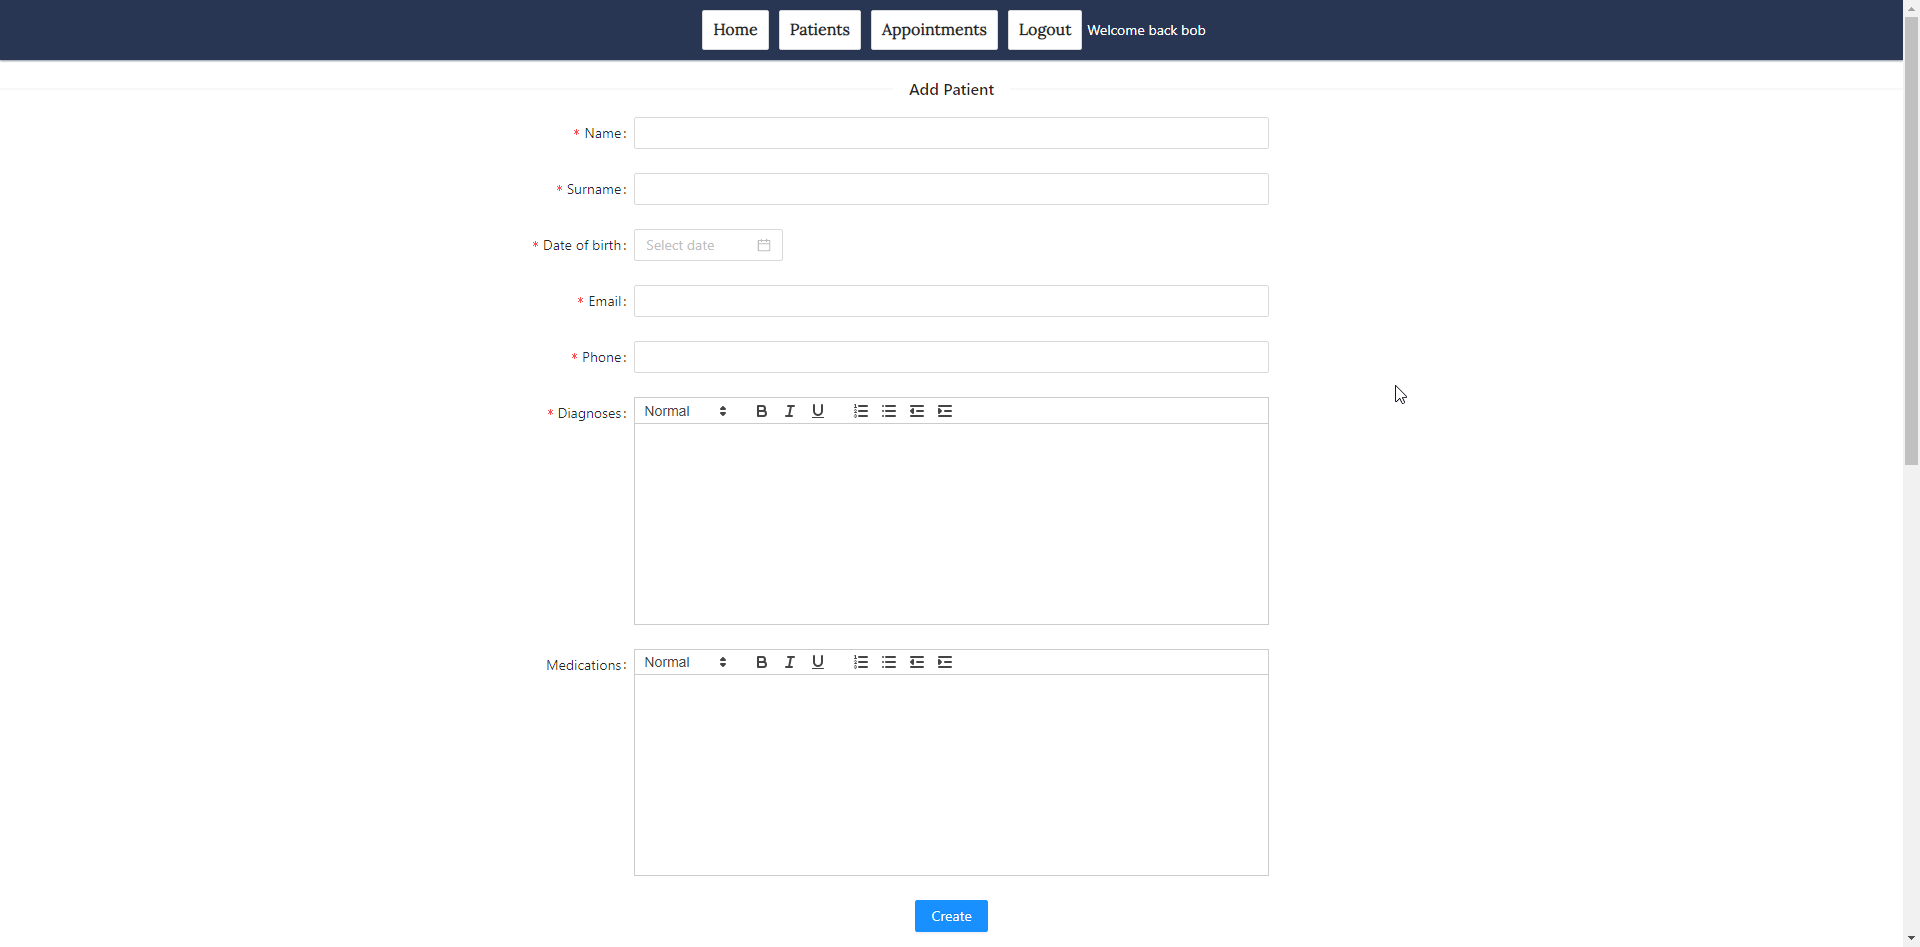 Home Patients Appointments Logout Welcome back bob
Add Patient
* Name:
* Surname:
* Date of birth: Select date
* Email:
* Phone:
* Diagnoses: Normal B I U
Medications: Normal B I U
Create